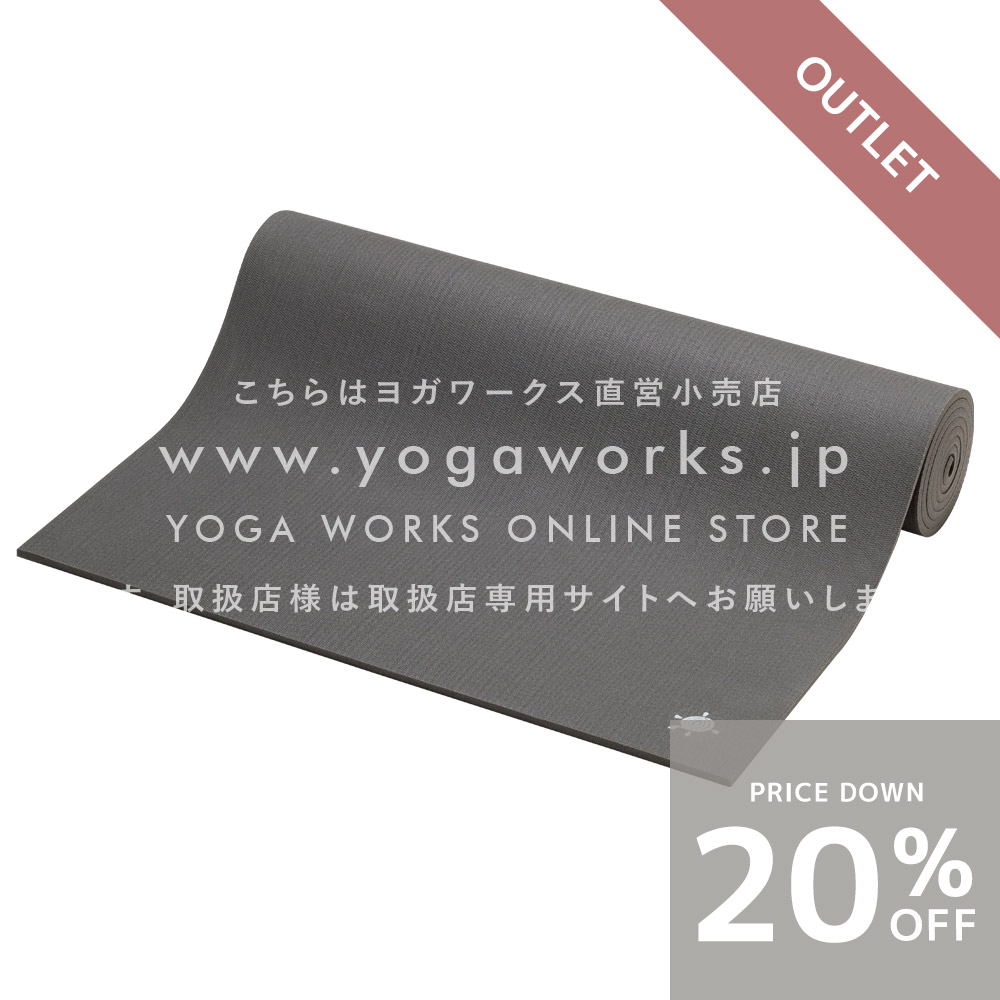 OUTLET
こちらはヨガワークス直営小売店
www.yogaworks.jp
YOGA WORKS ONLINE STORE
す。取扱店様は取扱店専用サイトへお願いしま
PRICE DOWN
20%
OFF